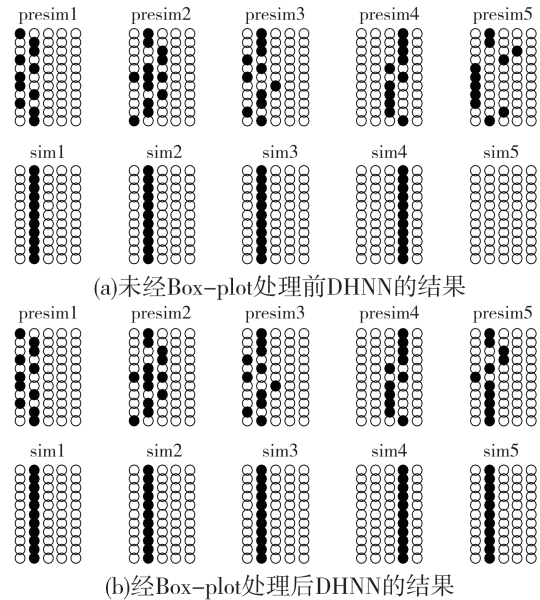 presim1 presim2 presim3 presim4 presim5
sim1 sim2 sim3 sim4 sim5
(a)未经Box-plot处理前DHNN的结果
presim1 presim2 presim3 presim4 presim5
sim1 sim2 sim3 sim4 sim5
(b)经Box-plot处理后DHNN的结果